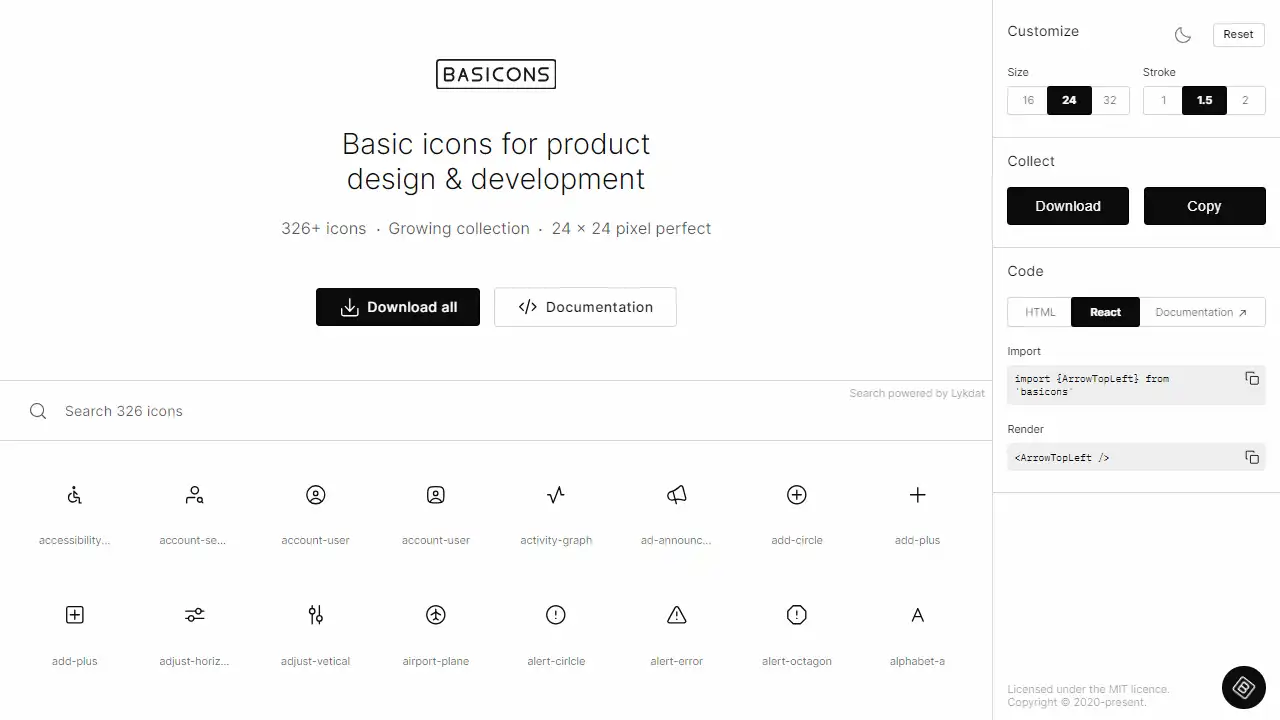 BASICONS
Basic icons for product
design & development
326+ icons · Growing collection · 24 × 24 pixel perfect
Download all
Documentation
Search powered by Lykdat
Search 326 icons
accessibility...
account-se...
account-user
account-user
activity-graph
ad-announc...
add-circle
add-plus
add-plus
adjust-horiz...
adjust-vetical
airport-plane
alert-cirlcle
alert-error
alert-octagon
alphabet-a
Customize
Reset
Size
Stroke
16 24 32
1 1.5 2
Collect
Download
Copy
Code
HTML
React
Documentation ↗
Import
import {ArrowTopLeft} from
'basicons'
Render
<ArrowTopLeft />
Licensed under the MIT licence.
Copyright © 2020-present.